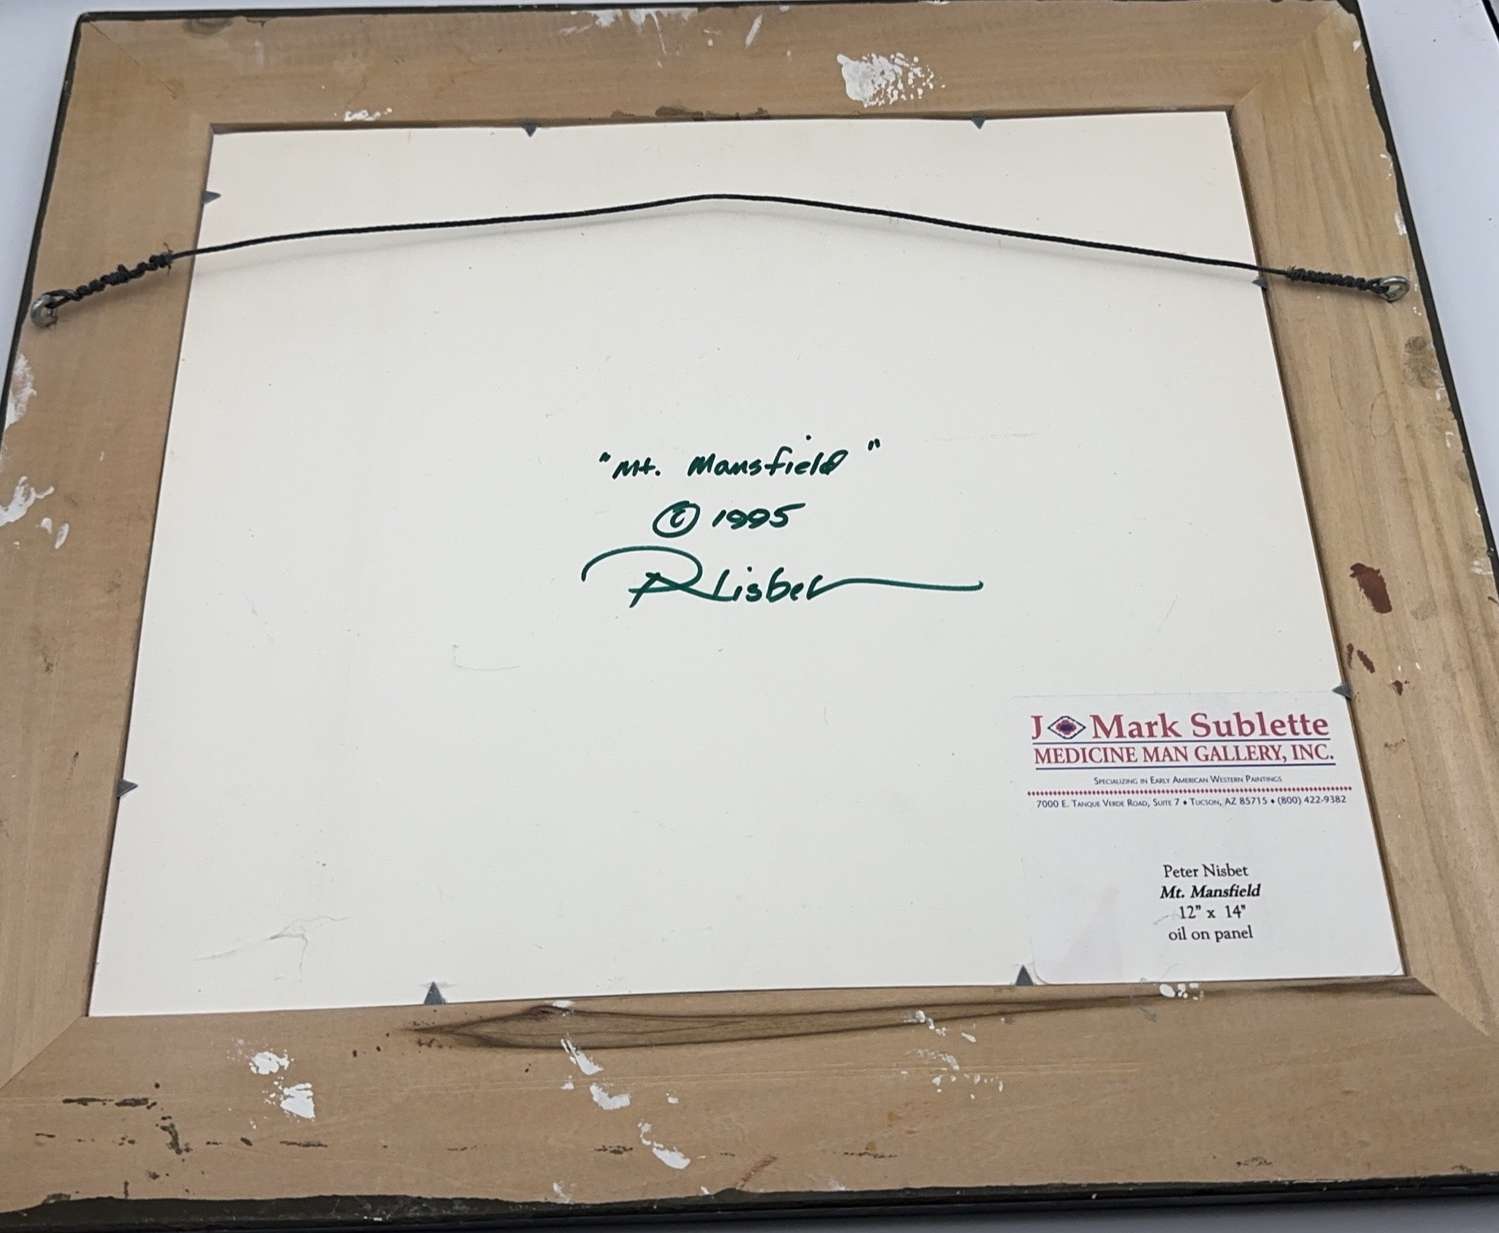 "Mt. Mansfield"
© 1995
PNisbet
J Mark Sublette
MEDICINE MAN GALLERY, INC.
SPECIALIZING IN EARLY AMERICAN WESTERN PAINTINGS
7000 E. TANQUE VERDE ROAD, SUITE 7 • TUCSON, AZ 85715 • (800) 422-9382
Peter Nisbet
Mt. Mansfield
12" x 14"
oil on panel